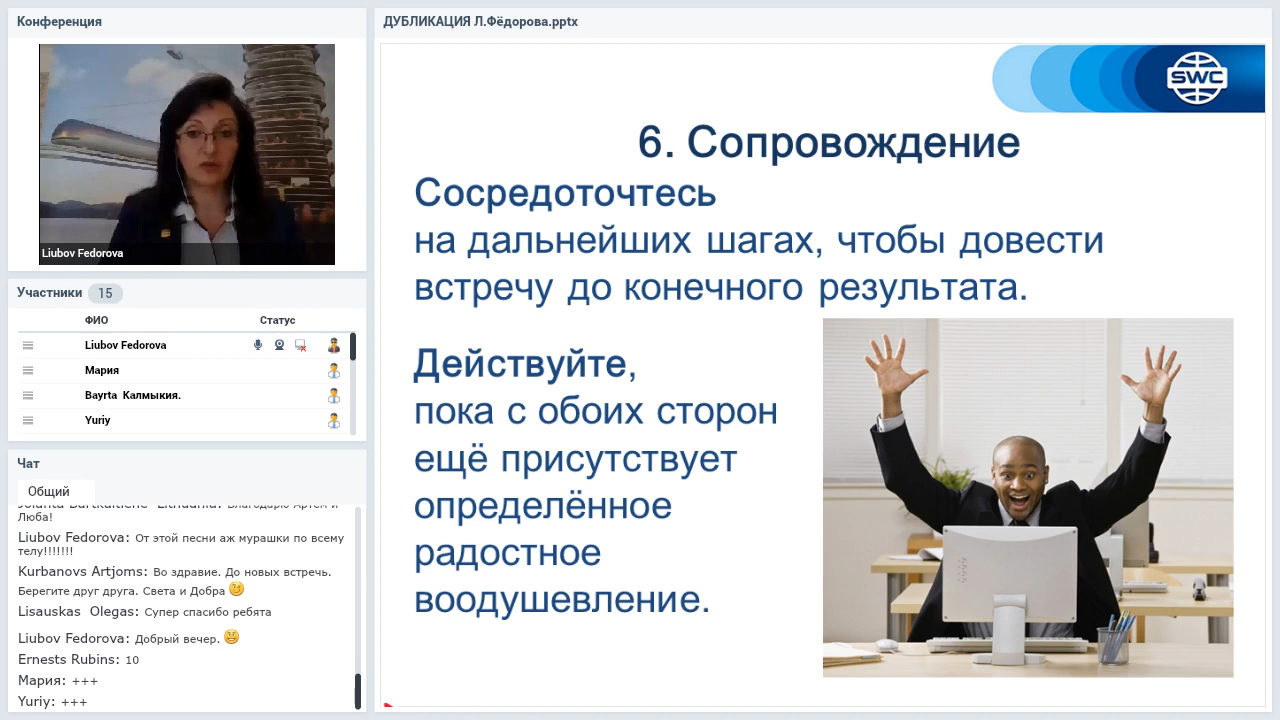 Конференция
Liubov Fedorova
Участники 15
ФИО Статус
Liubov Fedorova
Мария
Bayrta Калмыкия.
Yuriy
Чат
Общий
Благодарю Артём и
Люба!
Liubov Fedorova: От этой песни аж мурашки по всему
телу!!!!!!!
Kurbanovs Artjoms: Во здравие. До новых встречь.
Берегите друг друга. Света и Добра
Lisauskas Olegas: Супер спасибо ребята
Liubov Fedorova: Добрый вечер.
Ernests Rubins: 10
Мария: +++
Yuriy: +++
ДУБЛИКАЦИЯ Л.Фёдорова.pptx
SWC
6. Сопровождение
Сосредоточтесь
на дальнейших шагах, чтобы довести
встречу до конечного результата.
Действуйте,
пока с обоих сторон
ещё присутствует
определённое
радостное
воодушевление.